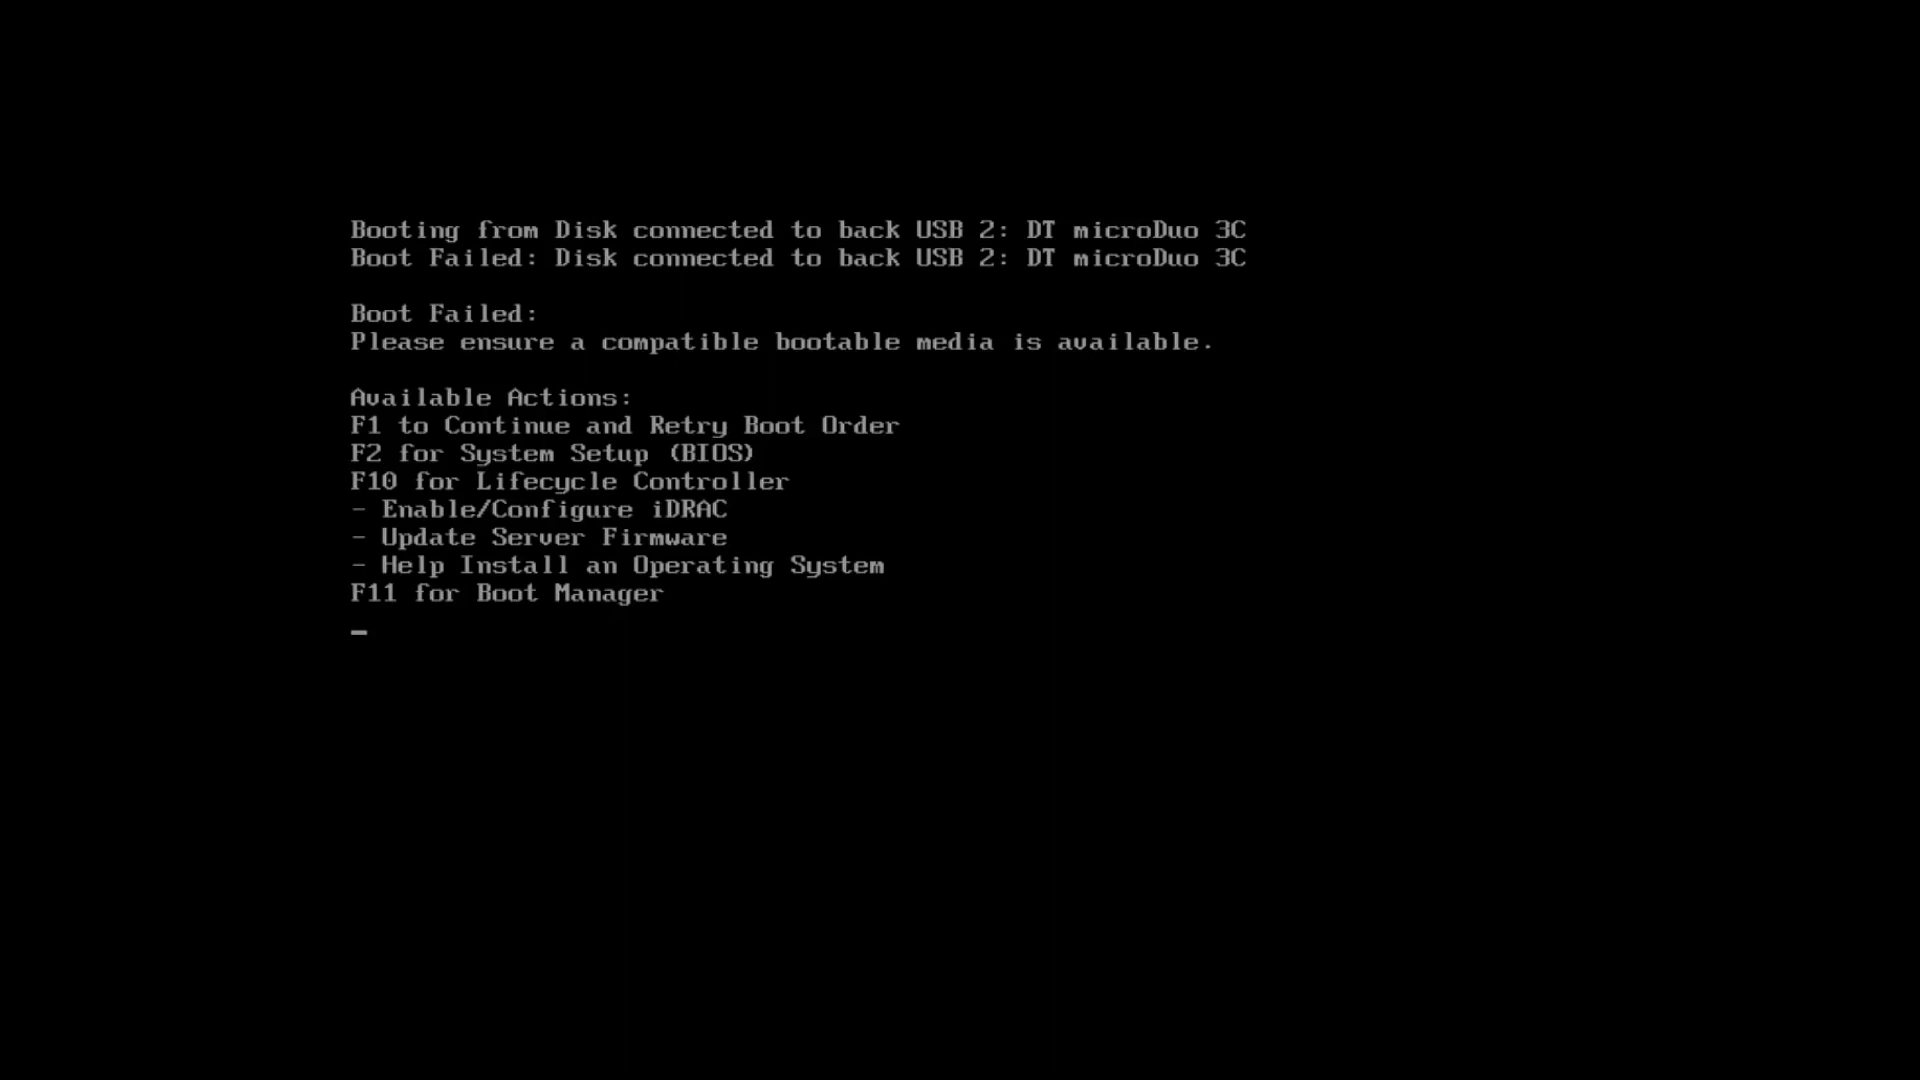 Booting from Disk connected to back USB 2: DT microDuo 3C
Boot Failed: Disk connected to back USB 2: DT microDuo 3C
Boot Failed:
Please ensure a compatible bootable media is available.
Available Actions:
F1 to Continue and Retry Boot Order
F2 for System Setup (BIOS)
F10 for Lifecycle Controller
- Enable/Configure iDRAC
- Update Server Firmware
- Help Install an Operating System
F11 for Boot Manager